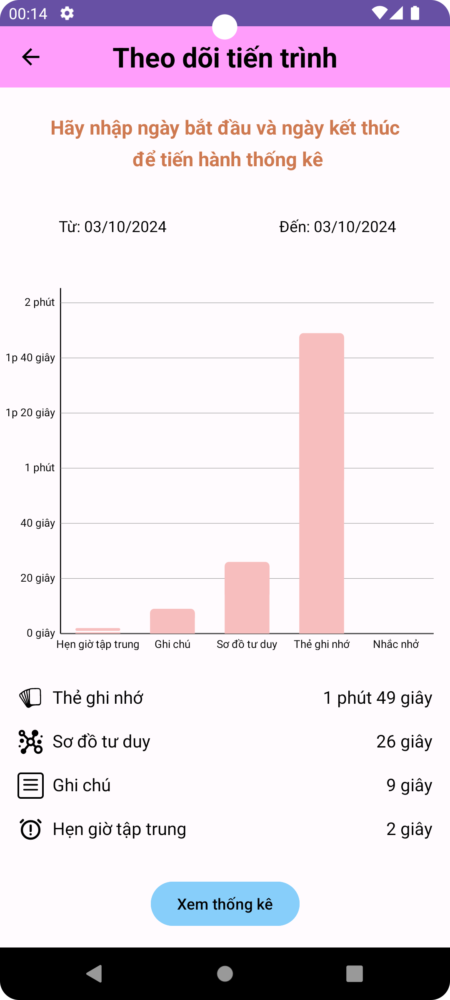 00:14
Theo dõi tiến trình
Hãy nhập ngày bắt đầu và ngày kết thúc
để tiến hành thống kê
Từ: 03/10/2024 Đến: 03/10/2024
2 phút
1p 40 giây
1p 20 giây
1 phút
40 giây
20 giây
0 giây
Hẹn giờ tập trung Ghi chú Sơ đồ tư duy Thẻ ghi nhớ Nhắc nhở
Thẻ ghi nhớ 1 phút 49 giây
Sơ đồ tư duy 26 giây
Ghi chú 9 giây
Hẹn giờ tập trung 2 giây
Xem thống kê